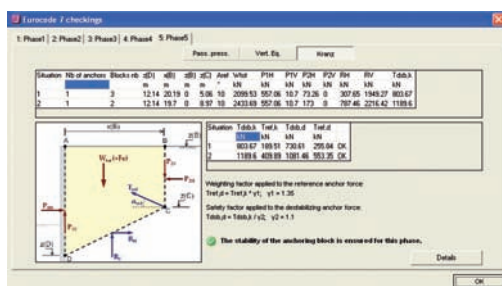 Eurocode 7 checkings
1: Phase1 | 2: Phase2 | 3: Phase3 | 4: Phase4 | 5: Phase5
Pass. press. Vert. Eq. Kranz
Situation Nb of anchors Blocks nb z(D) x(B) z(B) z(C) Aref Wtot P1H P1V P2H P2V RH RV Tdsb,k
m m m m ° kN kN kN kN kN kN kN kN
1 1 3 12.14 20.19 0 5.06 10 2099.53 557.06 10.7 73.26 0 307.65 1949.27 803.67
2 1 2 12.14 19.7 0 8.97 10 2433.69 557.06 10.7 173 0 787.46 2216.42 1189.6
Situation Tdsb,k Tref,k Tdsb,d Tref,d
kN kN kN kN
1 803.67 188.51 730.61 255.04 OK
2 1189.6 409.89 1081.46 553.35 OK
x(B)
A B
z(B)
z(C)
C
z(D)
D
Weighting factor applied to the reference anchor force:
Tref,d = Tref,k * γ1; γ1 = 1.35
Safety factor applied to the destabilizing anchor force:
Tdsb,d = Tdsb,k / γ2; γ2 = 1.1
The stability of the anchoring block is ensured for this phase.
Details
OK